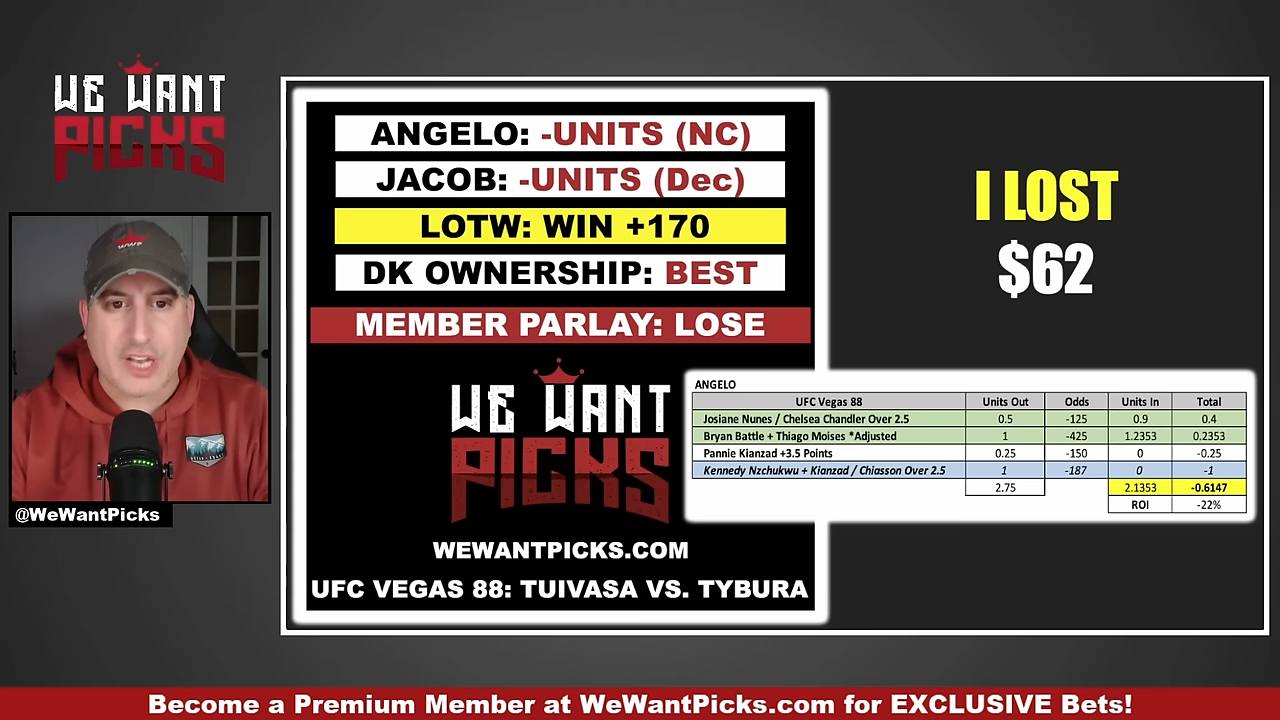 WE WANT
PICKS
WWP
@WeWantPicks
ANGELO: -UNITS (NC)
JACOB: -UNITS (Dec)
LOTW: WIN +170
DK OWNERSHIP: BEST
MEMBER PARLAY: LOSE
WE WANT
PICKS
WEWANTPICKS.COM
UFC VEGAS 88: TUIVASA VS. TYBURA
I LOST
$62
ANGELO
UFC Vegas 88 Units Out Odds Units In Total
Josiane Nunes / Chelsea Chandler Over 2.5 0.5 -125 0.9 0.4
Bryan Battle + Thiago Moises *Adjusted 1 -425 1.2353 0.2353
Pannie Kianzad +3.5 Points 0.25 -150 0 -0.25
Kennedy Nzchukwu + Kianzad / Chiasson Over 2.5 1 -187 0 -1
2.75 2.1353 -0.6147
ROI -22%
Become a Premium Member at WeWantPicks.com for EXCLUSIVE Bets!